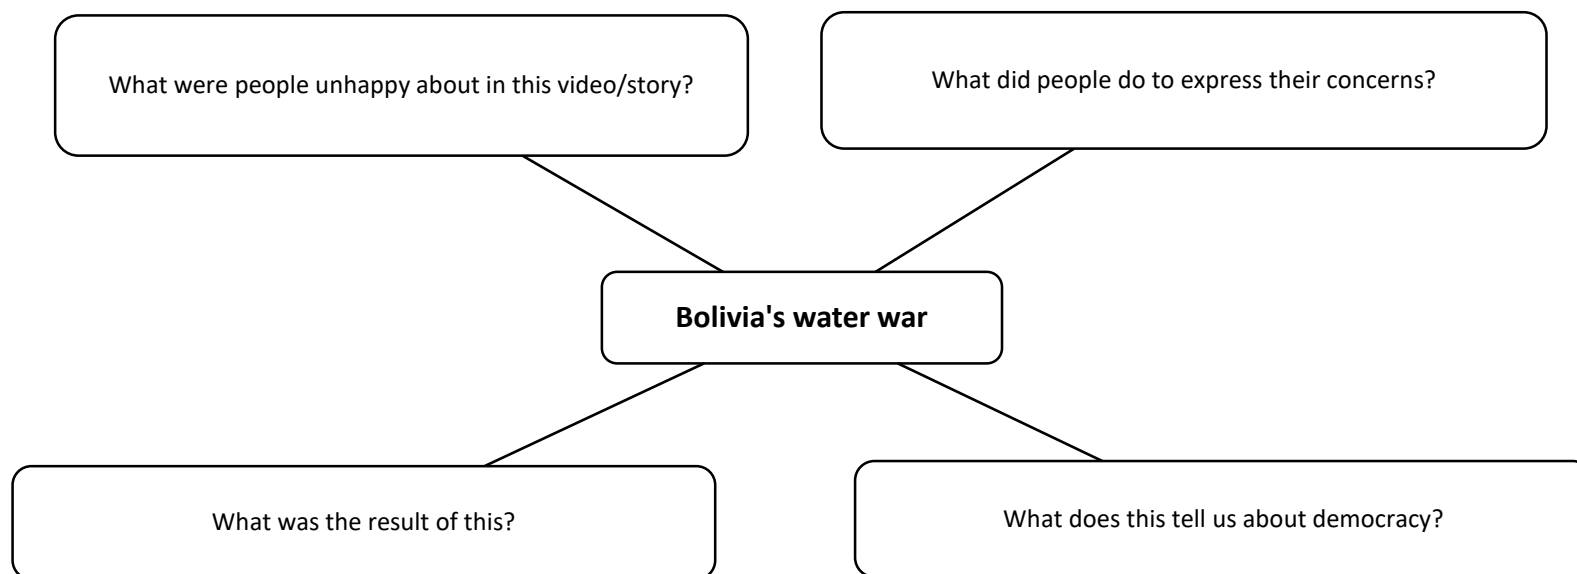 What were people unhappy about in this video/story?
What did people do to express their concerns?
Bolivia's water war
What was the result of this?
What does this tell us about democracy?